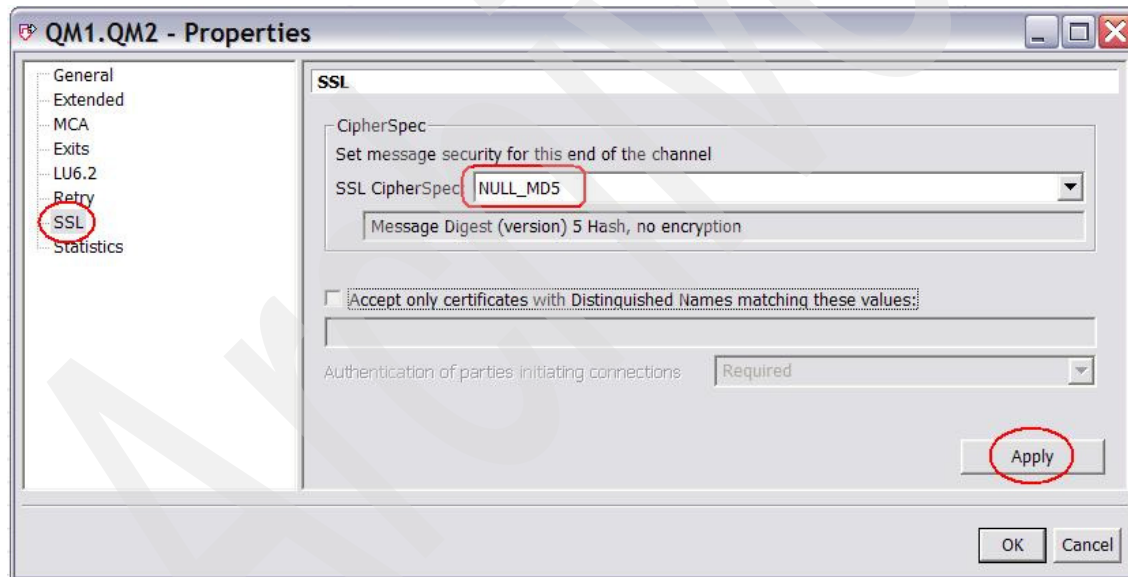 QM1.QM2 - Properties
General
Extended
MCA
Exits
LU6.2
Retry
SSL
Statistics
SSL
CipherSpec
Set message security for this end of the channel
SSL CipherSpec: NULL_MD5
Message Digest (version) 5 Hash, no encryption
Accept only certificates with Distinguished Names matching these values:
Authentication of parties initiating connections Required
Apply
OK Cancel